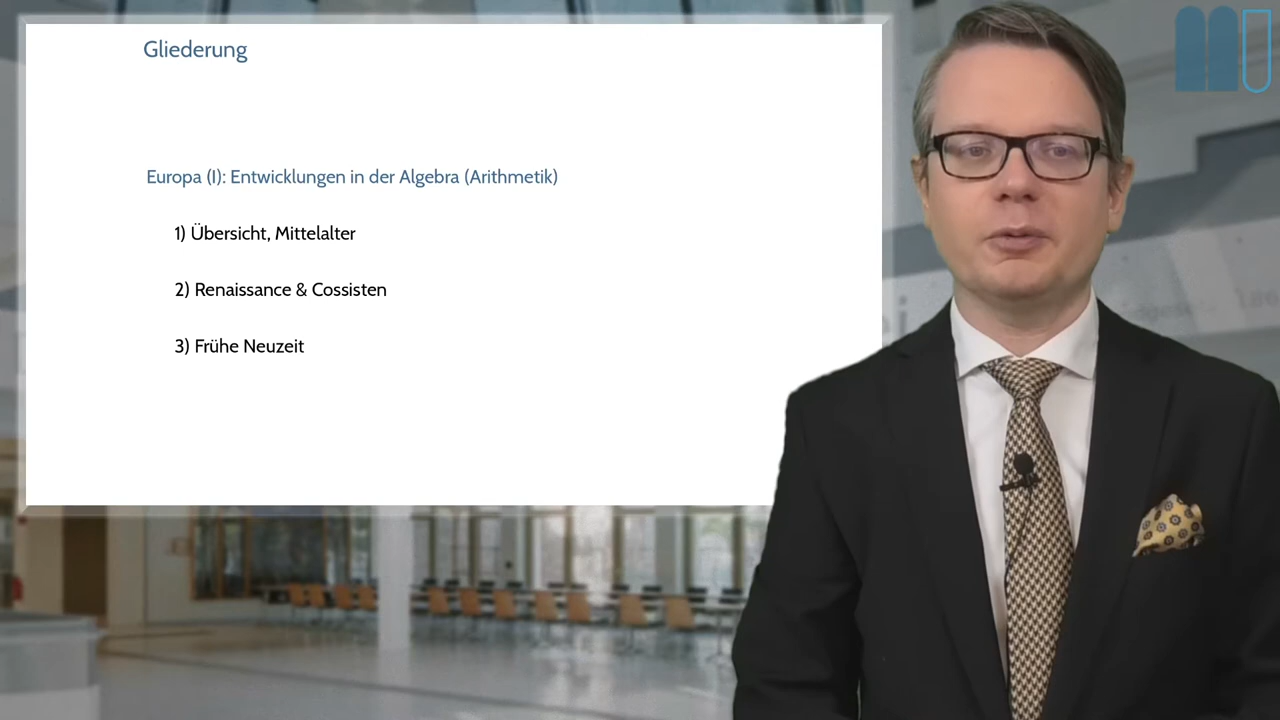 Gliederung
Europa (I): Entwicklungen in der Algebra (Arithmetik)
1) Übersicht, Mittelalter
2) Renaissance & Cossisten
3) Frühe Neuzeit